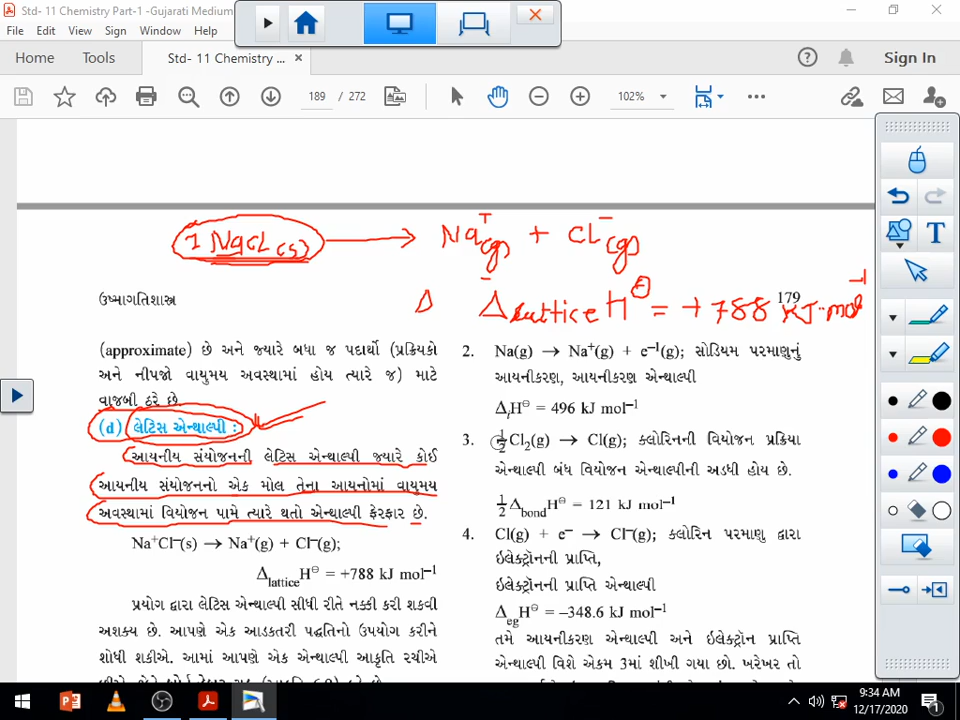 Std- 11 Chemistry Part-1 -Gujarati Medium
File Edit View Sign Window Help
Home Tools Std- 11 Chemistry ... × Sign In
189 / 272 102%
1 NaCl(s) → Na⁺(g) + Cl⁻(g)
Δ Δlattice H⊖ = +788 KJ·mol⁻¹
ઉષ્માગતિશાસ્ત્ર 179
(approximate) છે અને જ્યારે બધા જ પદાર્થો (પ્રક્રિયકો
અને નીપજો વાયુમય અવસ્થામાં હોય ત્યારે જ) માટે
વાજબી ઠરે છે.
(d) લેટિસ એન્થાલ્પી :
આયનીય સંયોજનની લેટિસ એન્થાલ્પી જ્યારે કોઈ
આયનીય સંયોજનનો એક મોલ તેના આયનોમાં વાયુમય
અવસ્થામાં વિયોજન પામે ત્યારે થતો એન્થાલ્પી ફેરફાર છે.
Na⁺Cl⁻(s) → Na⁺(g) + Cl⁻(g);
ΔlatticeH⊖ = +788 kJ mol⁻¹
પ્રયોગ દ્વારા લેટિસ એન્થાલ્પી સીધી રીતે નક્કી કરી શકવી
અશક્ય છે. આપણે એક આડકતરી પદ્ધતિનો ઉપયોગ કરીને
શોધી શકીએ. આમાં આપણે એક એન્થાલ્પી આકૃતિ રચીએ
2. Na(g) → Na⁺(g) + e⁻¹(g); સોડિયમ પરમાણુનું
આયનીકરણ, આયનીકરણ એન્થાલ્પી
ΔiH⊖ = 496 kJ mol⁻¹
3. ½Cl₂(g) → Cl(g); ક્લોરિનની વિયોજન પ્રક્રિયા
એન્થાલ્પી બંધ વિયોજન એન્થાલ્પીની અડધી હોય છે.
½ΔbondH⊖ = 121 kJ mol⁻¹
4. Cl(g) + e⁻ → Cl⁻(g); ક્લોરિન પરમાણુ દ્વારા
ઇલેક્ટ્રૉનની પ્રાપ્તિ,
ઇલેક્ટ્રૉનની પ્રાપ્તિ એન્થાલ્પી
ΔegH⊖ = –348.6 kJ mol⁻¹
તમે આયનીકરણ એન્થાલ્પી અને ઇલેક્ટ્રૉન પ્રાપ્તિ
એન્થાલ્પી વિશે એકમ 3માં શીખી ગયા છો. ખરેખર તો
T
9:34 AM
12/17/2020
1